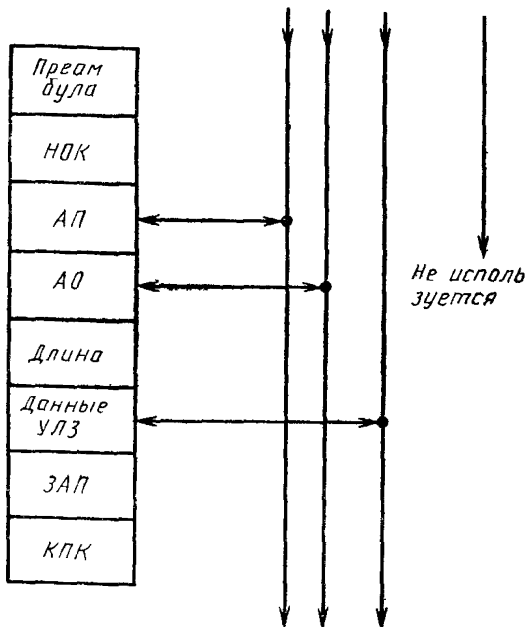 Преам
була
НОК
АП
АО
Длина
Данные
УЛЗ
ЗАП
КПК
Не исполь
зуется